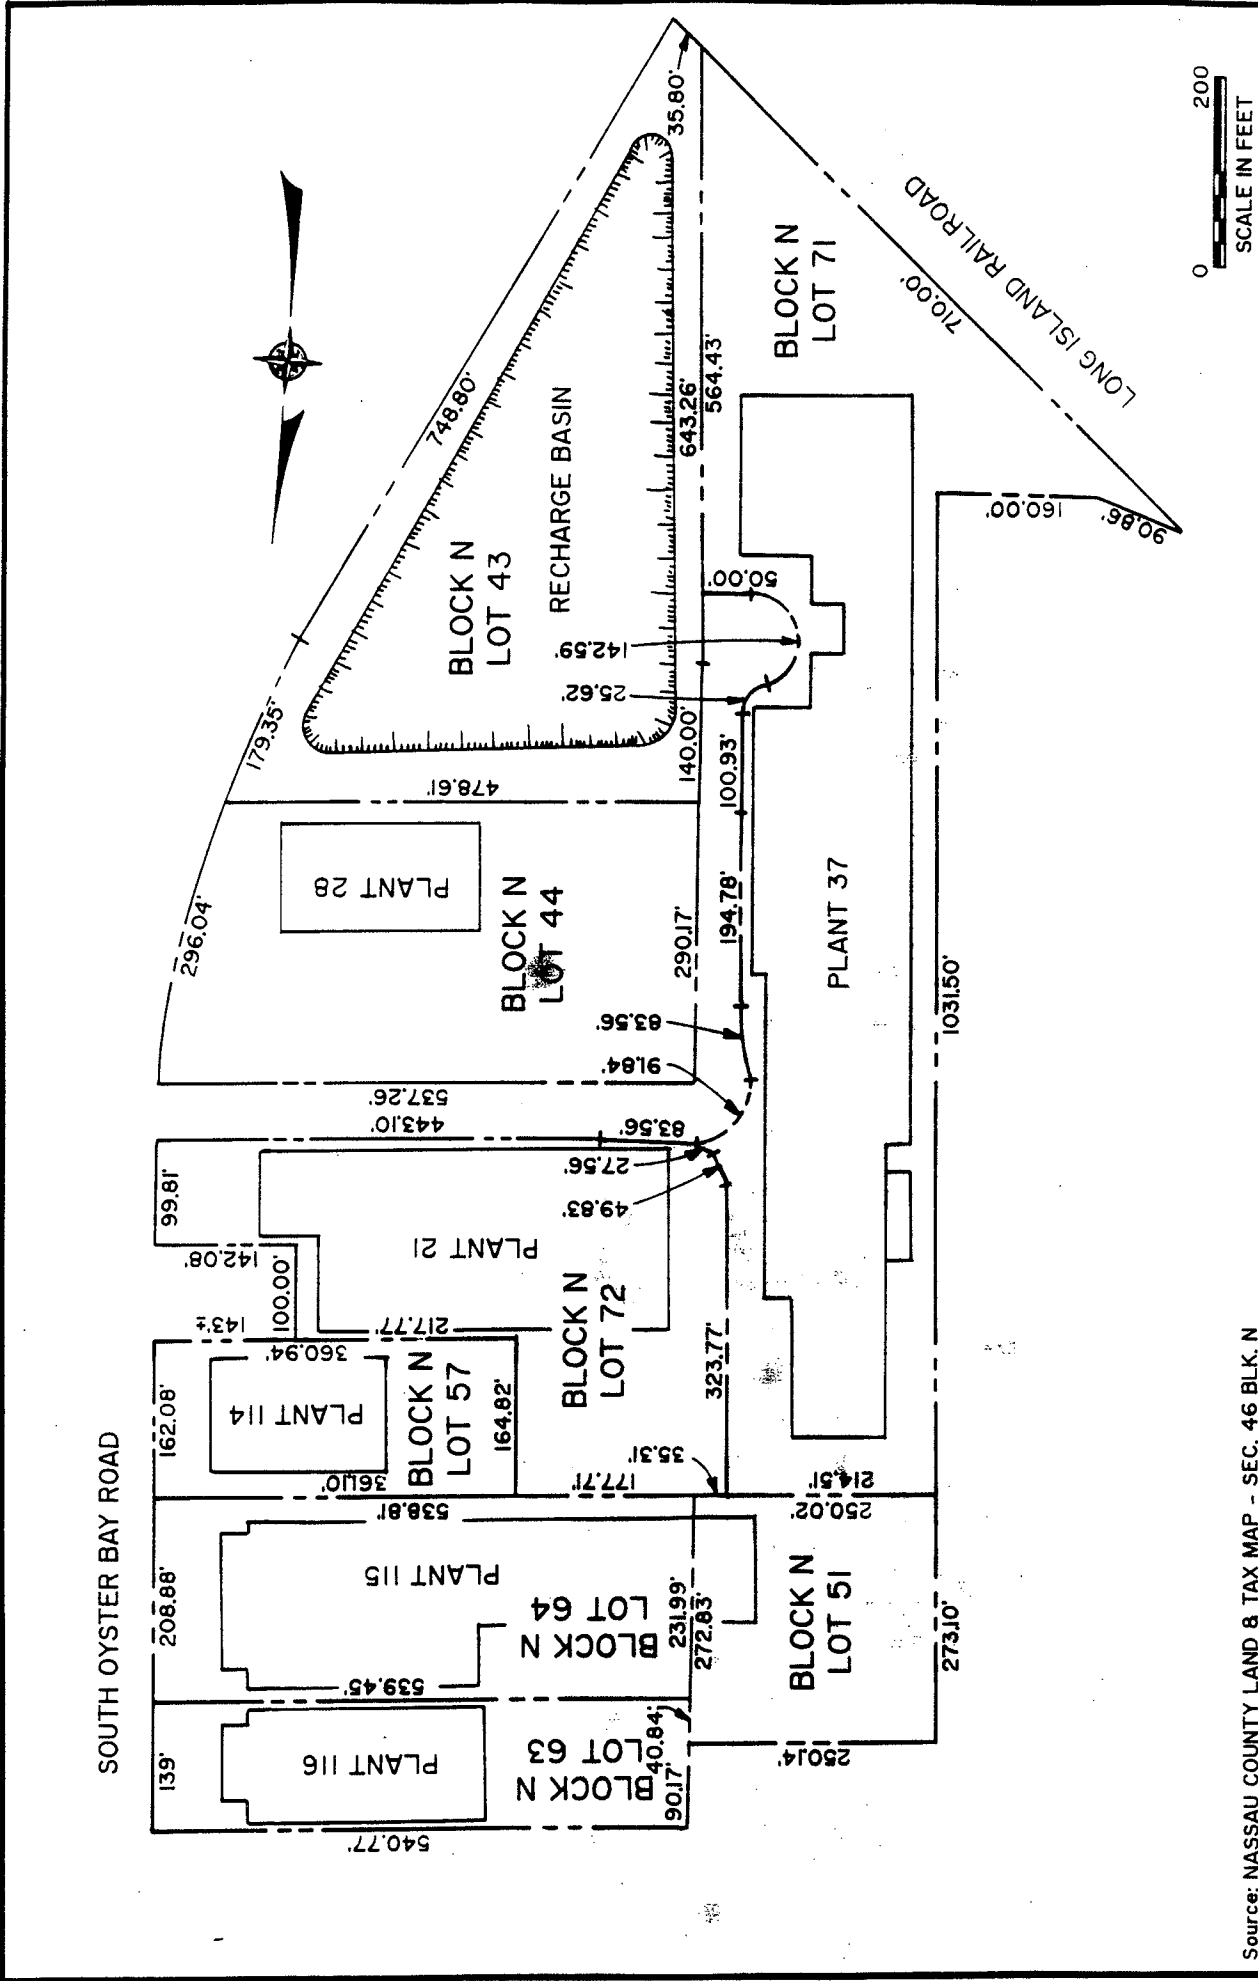 SOUTH OYSTER BAY ROAD
139'
208.88'
162.08'
99.81'
296.04'
179.35'
748.80'
35.80'
540.77'
PLANT 116
BLOCK N
LOT 63
90.17'
40.84'
539.45'
PLANT 115
BLOCK N
LOT 64
231.99'
272.83'
538.81'
361.10'
PLANT 114
360.94'
BLOCK N
LOT 57
164.82'
177.71'
35.31'
143'±
142.08'
100.00'
217.77'
PLANT 21
BLOCK N
LOT 72
323.77'
443.10'
83.56'
27.56'
49.83'
537.26'
PLANT 28
BLOCK N
LOT 44
290.17'
91.84'
83.56'
194.78'
478.61'
BLOCK N
LOT 43
RECHARGE BASIN
140.00'
100.93'
25.62'
142.59'
50.00'
643.26'
564.43'
BLOCK N
LOT 71
710.00'
LONG ISLAND RAILROAD
PLANT 37
160.00'
90.86'
1031.50'
214.51'
250.02'
BLOCK N
LOT 51
250.14'
273.10'
0 200
SCALE IN FEET
Source: NASSAU COUNTY LAND & TAX MAP - SEC. 46 BLK. N